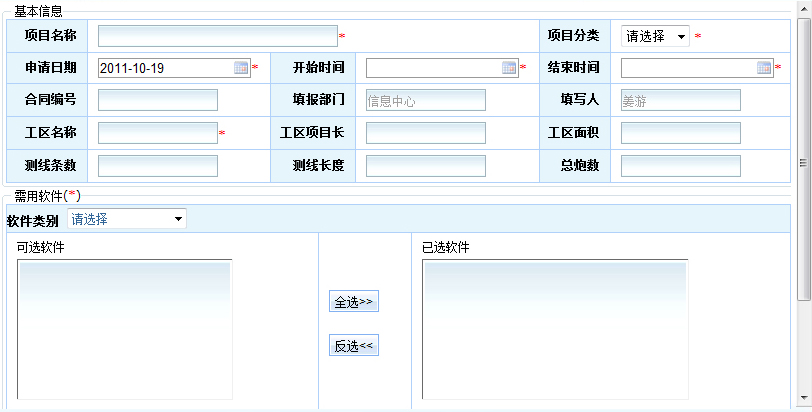 基本信息
项目名称 * 项目分类 请选择 *
申请日期 2011-10-19 * 开始时间 * 结束时间 *
合同编号 填报部门 信息中心 填写人 姜游
工区名称 * 工区项目长 工区面积
测线条数 测线长度 总炮数
需用软件(*)
软件类别 请选择
可选软件 已选软件
全选>>
反选<<